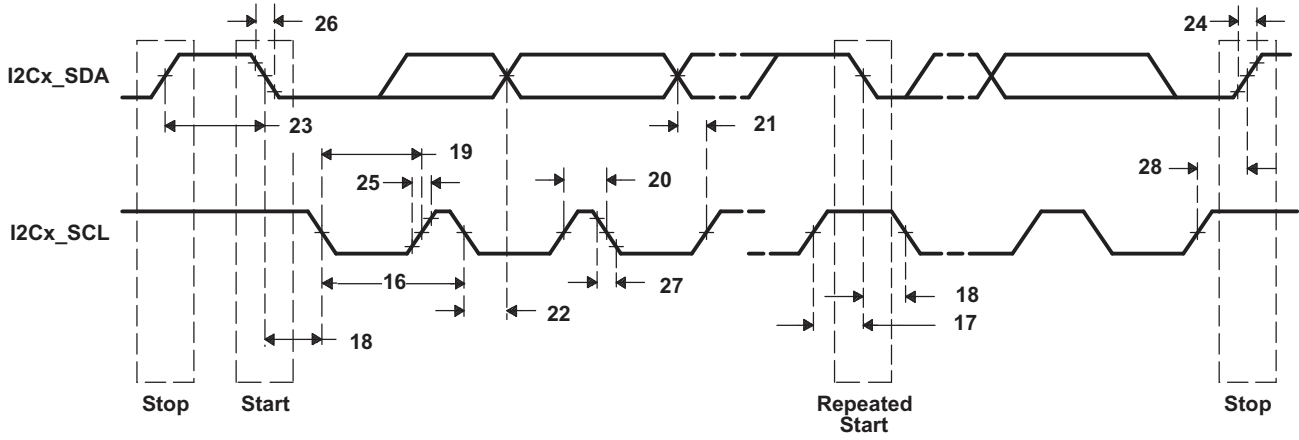 26
24
I2Cx_SDA
23
21
19
28
25
20
I2Cx_SCL
16
27
18
22
17
18
Stop
Start
Repeated
Start
Stop